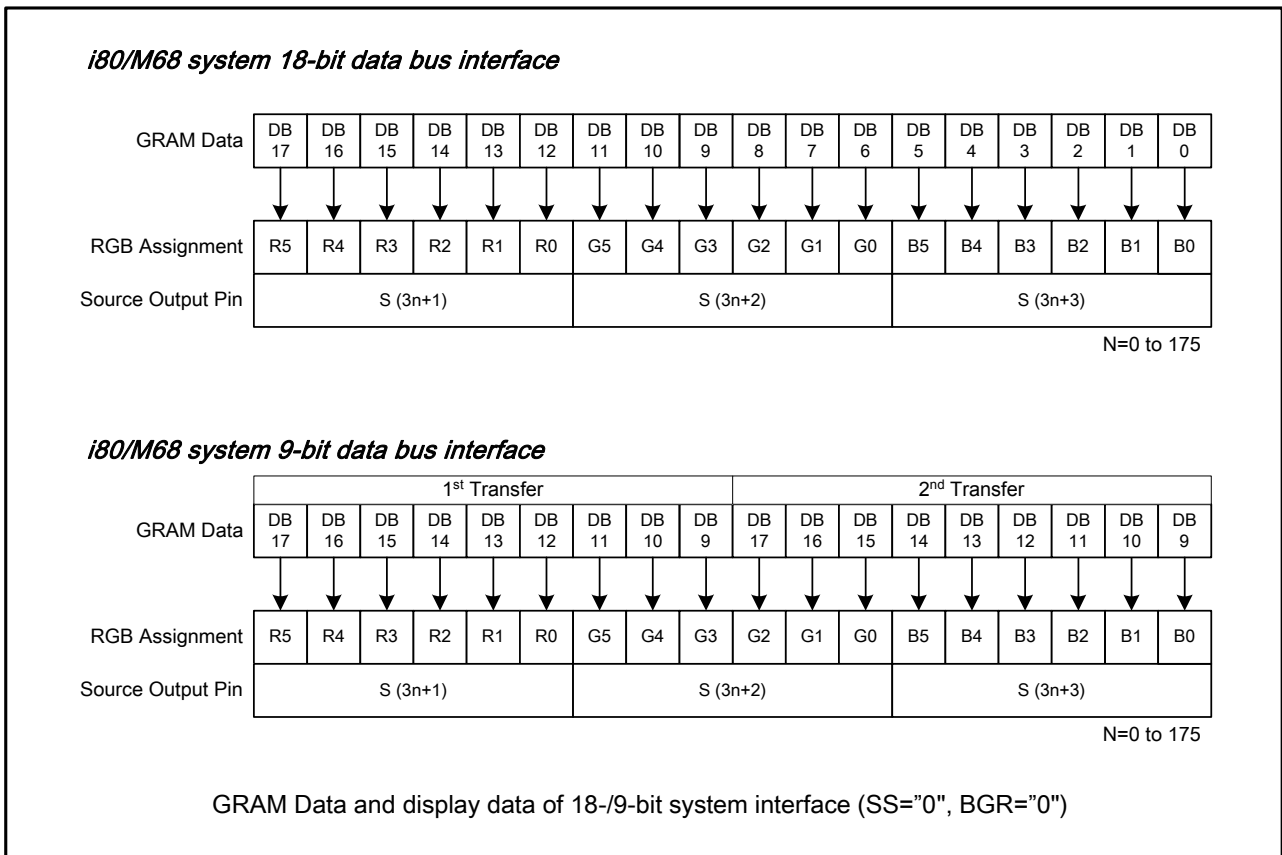 i80/M68 system 18-bit data bus interface
GRAM Data DB 17 DB 16 DB 15 DB 14 DB 13 DB 12 DB 11 DB 10 DB 9 DB 8 DB 7 DB 6 DB 5 DB 4 DB 3 DB 2 DB 1 DB 0
RGB Assignment R5 R4 R3 R2 R1 R0 G5 G4 G3 G2 G1 G0 B5 B4 B3 B2 B1 B0
Source Output Pin S (3n+1) S (3n+2) S (3n+3)
N=0 to 175
i80/M68 system 9-bit data bus interface
1st Transfer 2nd Transfer
GRAM Data DB 17 DB 16 DB 15 DB 14 DB 13 DB 12 DB 11 DB 10 DB 9 DB 17 DB 16 DB 15 DB 14 DB 13 DB 12 DB 11 DB 10 DB 9
RGB Assignment R5 R4 R3 R2 R1 R0 G5 G4 G3 G2 G1 G0 B5 B4 B3 B2 B1 B0
Source Output Pin S (3n+1) S (3n+2) S (3n+3)
N=0 to 175
GRAM Data and display data of 18-/9-bit system interface (SS=”0", BGR=”0")